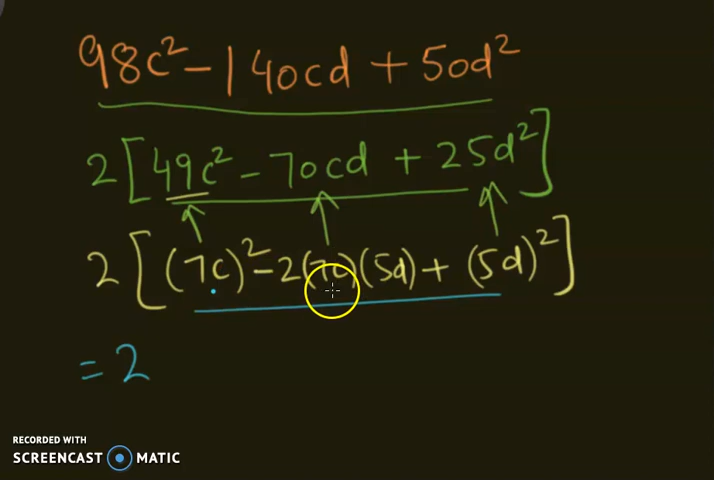 98c² - 140cd + 50d²
2[49c² - 70cd + 25d²]
2[(7c)² - 2(7c)(5d) + (5d)²]
= 2
RECORDED WITH
SCREENCAST MATIC